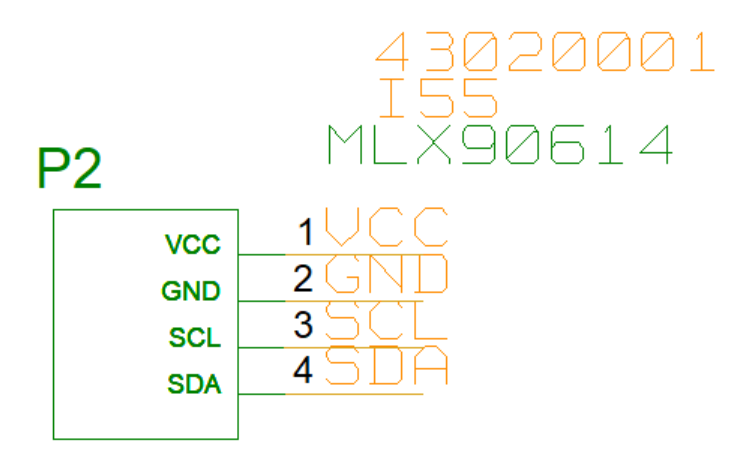 43020001
I55
MLX90614
P2
VCC 1 VCC
GND 2 GND
SCL 3 SCL
SDA 4 SDA